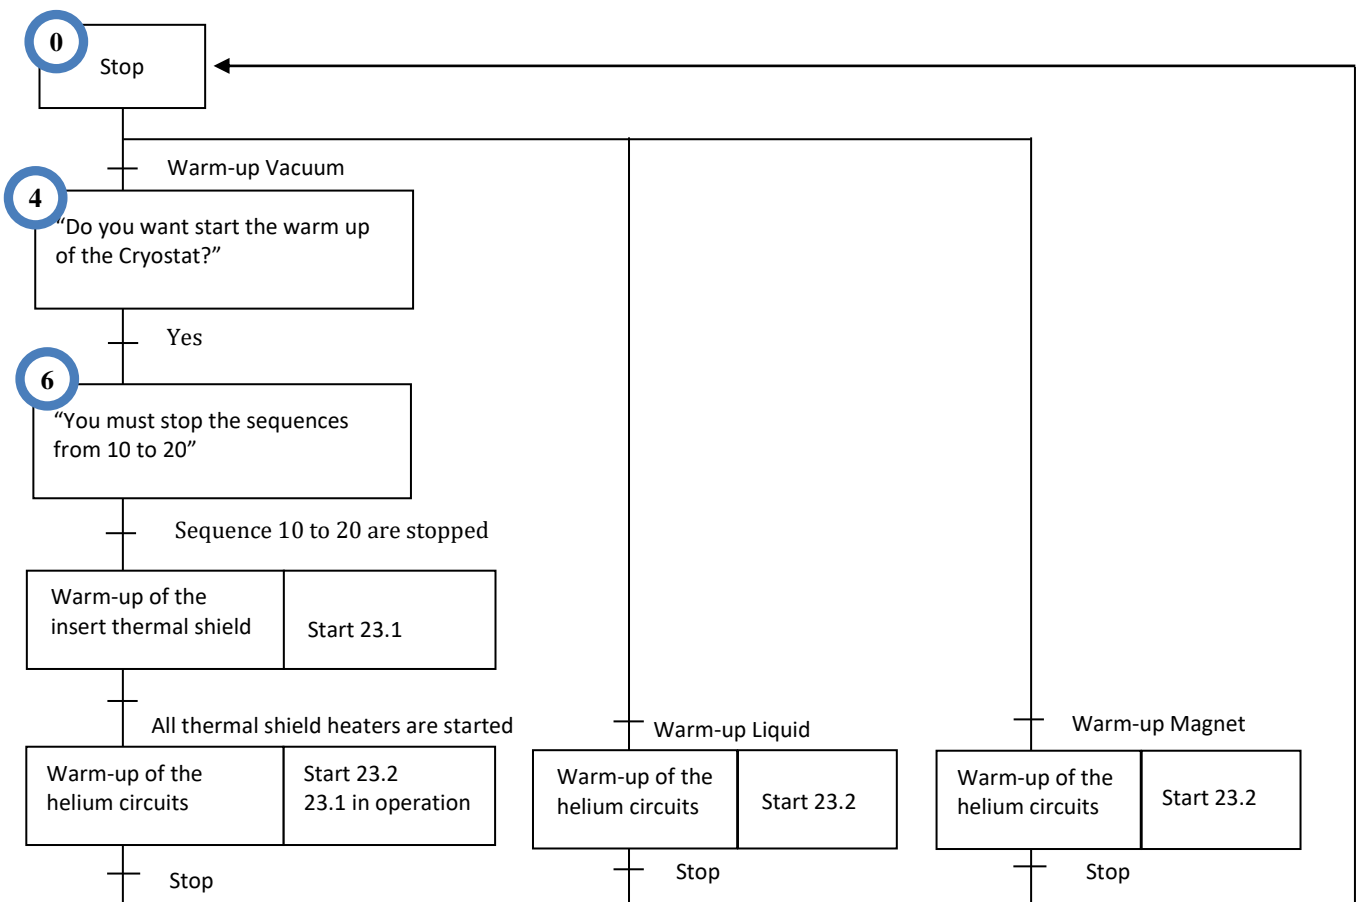 0
Stop
Warm-up Vacuum
4
“Do you want start the warm up
of the Cryostat?”
Yes
6
“You must stop the sequences
from 10 to 20”
Sequence 10 to 20 are stopped
Warm-up of the
insert thermal shield
Start 23.1
All thermal shield heaters are started
Warm-up Liquid
Warm-up Magnet
Warm-up of the
helium circuits
Start 23.2
23.1 in operation
Warm-up of the
helium circuits
Start 23.2
Warm-up of the
helium circuits
Start 23.2
Stop
Stop
Stop